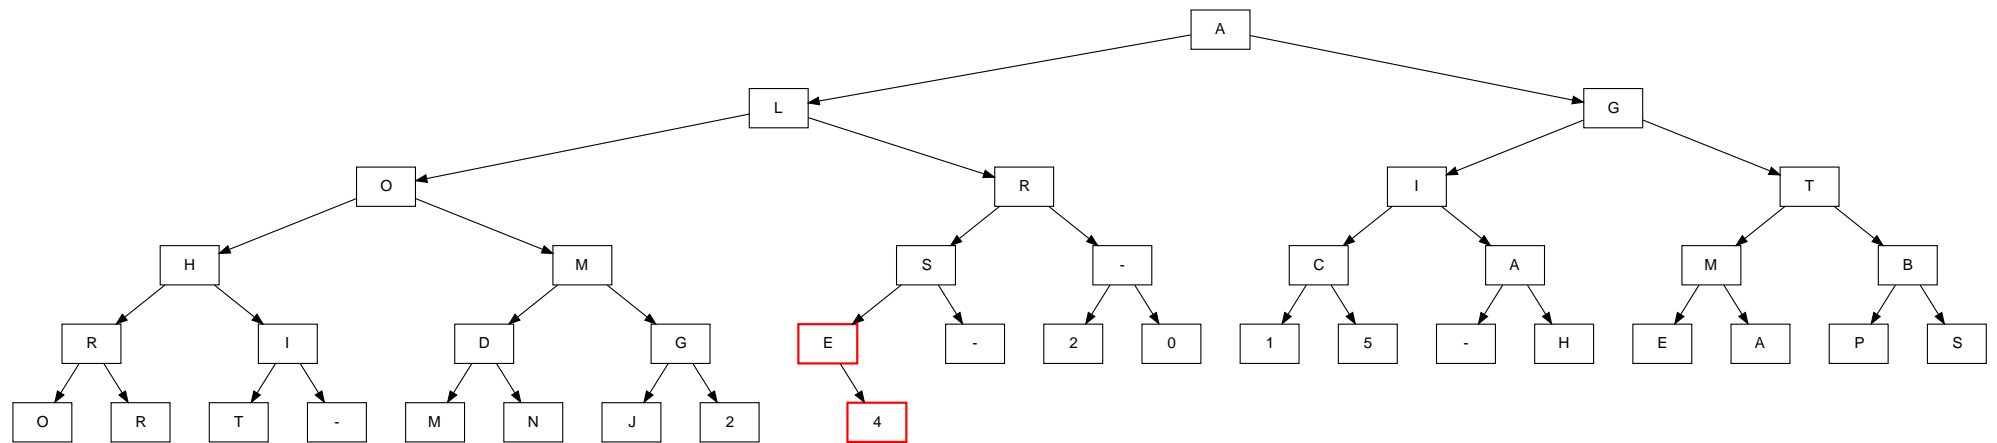 A
L G
O R I T
H M S - C A M B
R I D G E - 2 0 1 5 - H E A P S
O R T - M N J 2 4